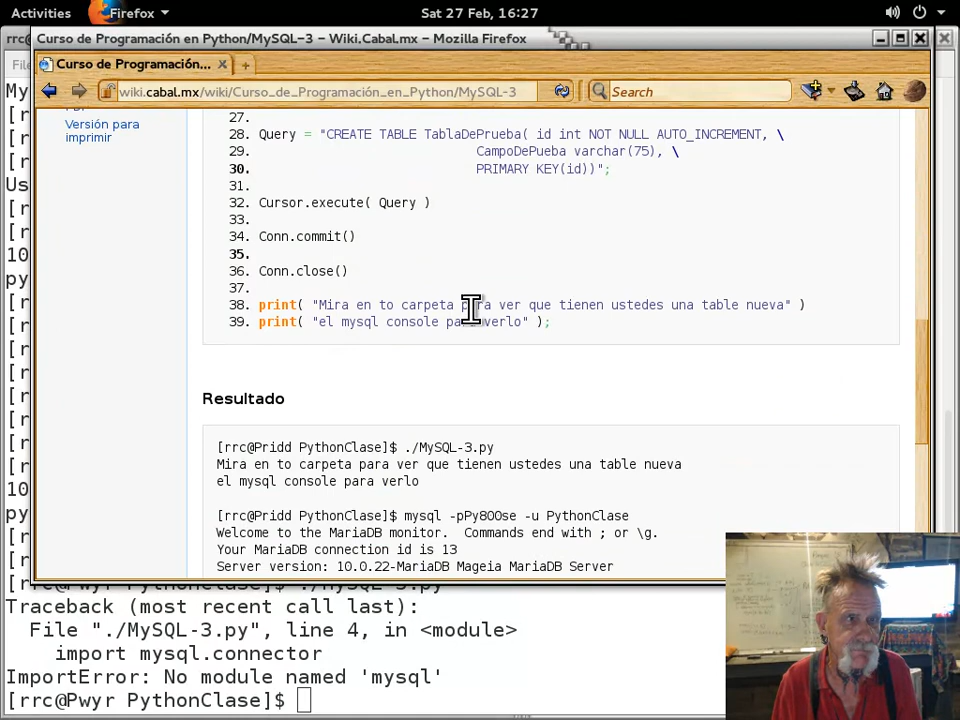 Activities Firefox Sat 27 Feb, 16:27
Curso de Programación en Python/MySQL-3 – Wiki.Cabal.mx – Mozilla Firefox
Curso de Programación...
wiki.cabal.mx/wiki/Curso_de_Programación_en_Python/MySQL-3 Search
Versión para
imprimir
27.
28. Query = "CREATE TABLE TablaDePrueba( id int NOT NULL AUTO_INCREMENT, \
29. CampoDePueba varchar(75), \
30. PRIMARY KEY(id))";
31.
32. Cursor.execute( Query )
33.
34. Conn.commit()
35.
36. Conn.close()
37.
38. print( "Mira en to carpeta para ver que tienen ustedes una table nueva" )
39. print( "el mysql console para verlo" );
Resultado
[rrc@Pridd PythonClase]$ ./MySQL-3.py
Mira en to carpeta para ver que tienen ustedes una table nueva
el mysql console para verlo
[rrc@Pridd PythonClase]$ mysql -pPy800se -u PythonClase
Welcome to the MariaDB monitor. Commands end with ; or \g.
Your MariaDB connection id is 13
Server version: 10.0.22-MariaDB Mageia MariaDB Server
Traceback (most recent call last):
File "./MySQL-3.py", line 4, in <module>
import mysql.connector
ImportError: No module named 'mysql'
[rrc@Pwyr PythonClase]$